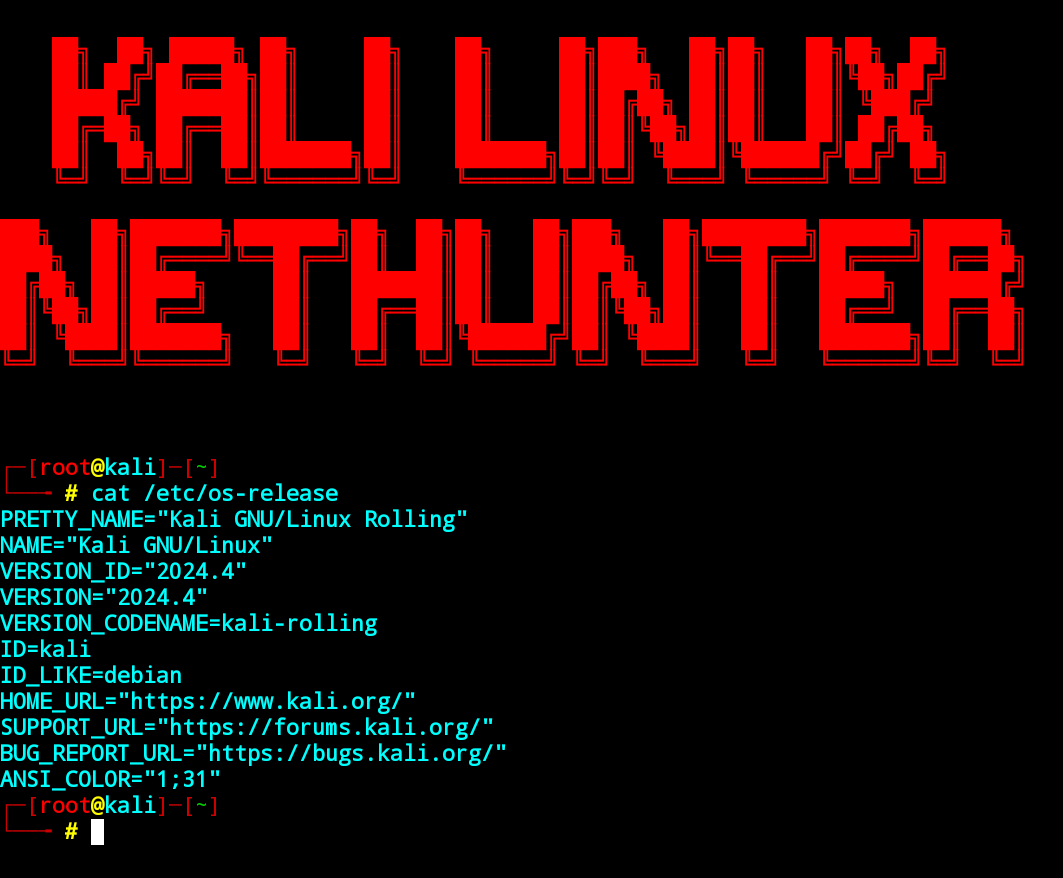 KALI LINUX
NETHUNTER
┌─[root@kali]─[~]
└──╼ # cat /etc/os-release
PRETTY_NAME="Kali GNU/Linux Rolling"
NAME="Kali GNU/Linux"
VERSION_ID="2024.4"
VERSION="2024.4"
VERSION_CODENAME=kali-rolling
ID=kali
ID_LIKE=debian
HOME_URL="https://www.kali.org/"
SUPPORT_URL="https://forums.kali.org/"
BUG_REPORT_URL="https://bugs.kali.org/"
ANSI_COLOR="1;31"
┌─[root@kali]─[~]
└──╼ #